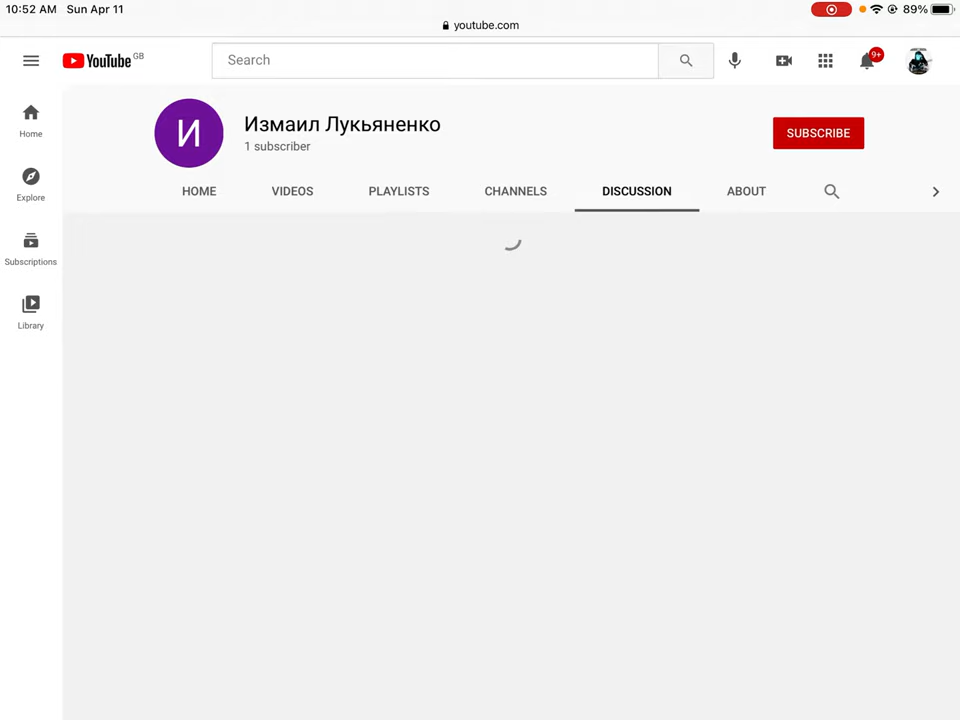 10:52 AM Sun Apr 11
89%
youtube.com
YouTube GB
Search
9+
И
Измаил Лукьяненко
1 subscriber
SUBSCRIBE
HOME VIDEOS PLAYLISTS CHANNELS DISCUSSION ABOUT
Home
Explore
Subscriptions
Library